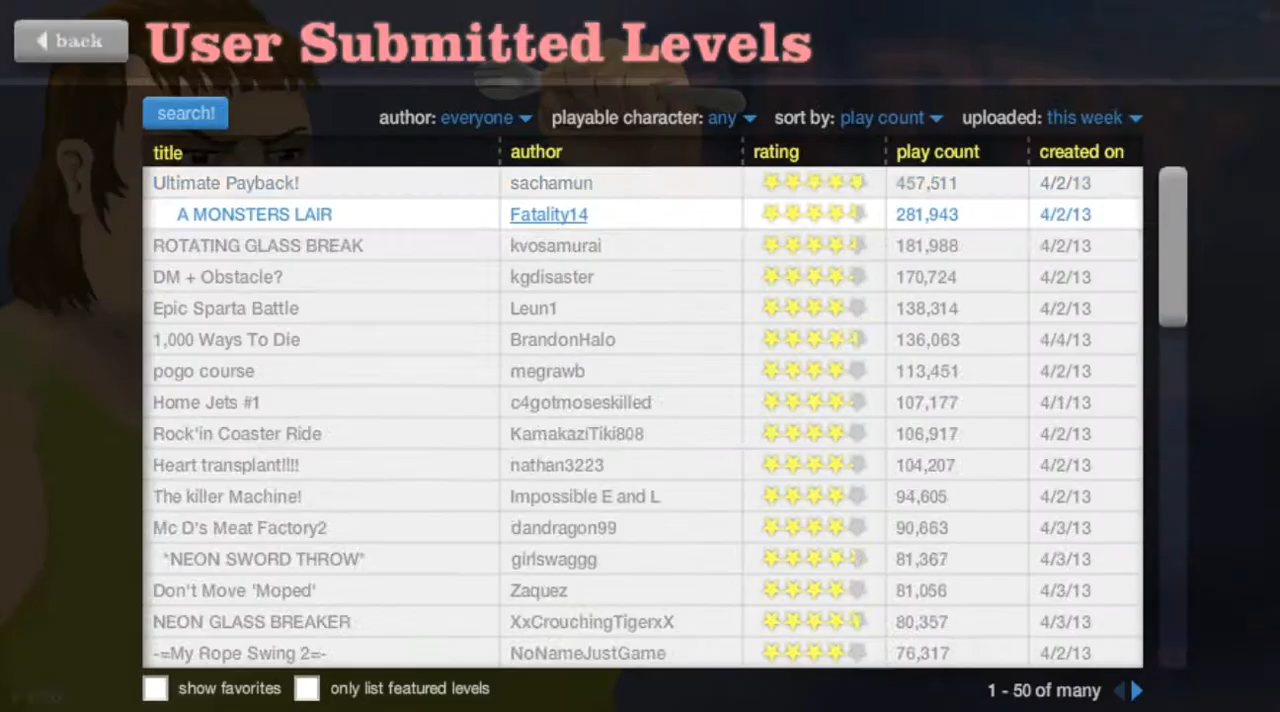 back
User Submitted Levels
search! author: everyone playable character: any sort by: play count uploaded: this week
title author rating play count created on
Ultimate Payback! sachamun 457,511 4/2/13
A MONSTERS LAIR Fatality14 281,943 4/2/13
ROTATING GLASS BREAK kvosamurai 181,988 4/2/13
DM + Obstacle? kgdisaster 170,724 4/2/13
Epic Sparta Battle Leun1 138,314 4/2/13
1,000 Ways To Die BrandonHalo 136,063 4/4/13
pogo course megrawb 113,451 4/2/13
Home Jets #1 c4gotmoseskilled 107,177 4/1/13
Rock'in Coaster Ride KamakaziTiki808 106,917 4/2/13
Heart transplant!!!! nathan3223 104,207 4/2/13
The killer Machine! Impossible E and L 94,605 4/2/13
Mc D's Meat Factory2 dandragon99 90,663 4/3/13
*NEON SWORD THROW* girlswaggg 81,367 4/3/13
Don't Move 'Moped' Zaquez 81,056 4/3/13
NEON GLASS BREAKER XxCrouchingTigerxX 80,357 4/3/13
-=My Rope Swing 2=- NoNameJustGame 76,317 4/2/13
show favorites only list featured levels 1 - 50 of many